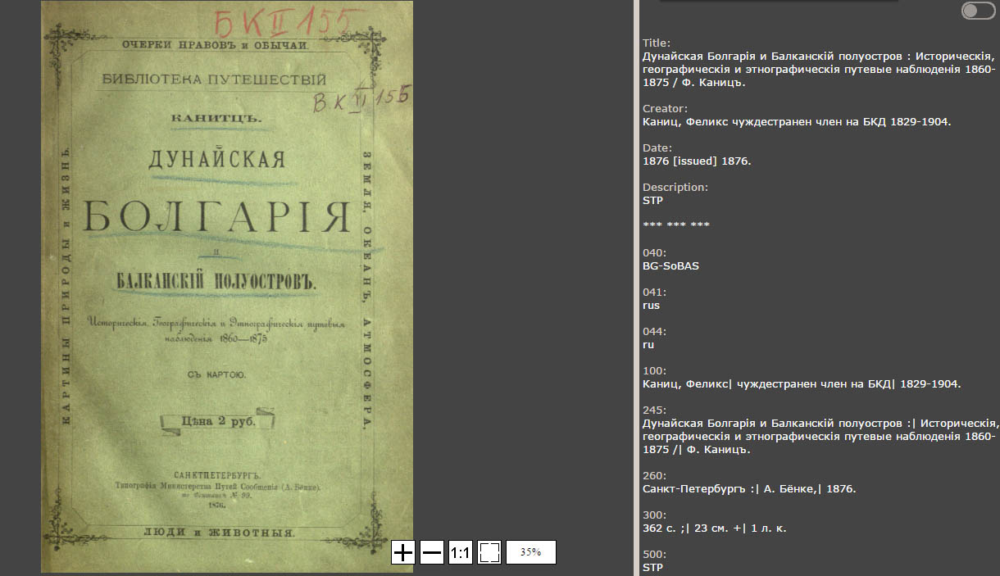 БК II 155
ОЧЕРКИ НРАВОВЪ и ОБЫЧАИ.
БИБЛІОТЕКА ПУТЕШЕСТВІЙ
В.К II 155
КАНИТЦЪ.
ДУНАЙСКАЯ
БОЛГАРІЯ
и
БАЛКАНСКІЙ ПОЛУОСТРОВЪ.
Историческія, Географическія и Этнографическія путевыя
наблюденія 1860—1875
СЪ КАРТОЮ.
Цѣна 2 руб.
САНКТПЕТЕРБУРГЪ.
Типографія Министерства Путей Сообщенія (А. Бёнке).
по Фонтанкѣ № 99.
1876.
ЛЮДИ и ЖИВОТНЫЯ.
КАРТИНЫ ПРИРОДЫ и ЖИЗНЬ.
ЗЕМЛЯ, ОКЕАНЪ, АТМОСФЕРА,
1:1
35%
Title:
Дунайская Болгарія и Балканскій полуостров : Историческія,
географическія и этнографическія путевые наблюденія 1860-
1875 / Ф. Каницъ.
Creator:
Каниц, Феликс чуждестранен член на БКД 1829-1904.
Date:
1876 [issued] 1876.
Description:
STP
*** *** ***
040:
BG-SoBAS
041:
rus
044:
ru
100:
Каниц, Феликс| чуждестранен член на БКД| 1829-1904.
245:
Дунайская Болгарія и Балканскій полуостров :| Историческія,
географическія и этнографическія путевые наблюденія 1860-
1875 /| Ф. Каницъ.
260:
Санкт-Петербургъ :| А. Бёнке,| 1876.
300:
362 с. ;| 23 см. +| 1 л. к.
500:
STP